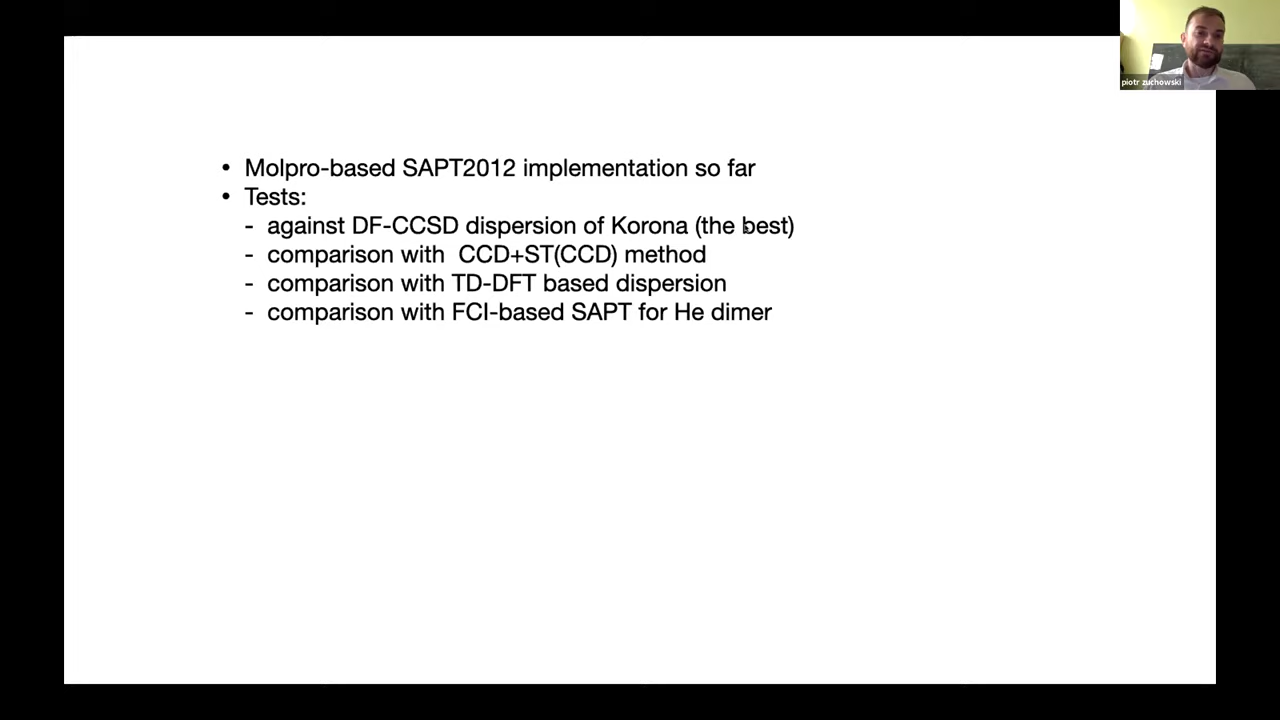 • Molpro-based SAPT2012 implementation so far
• Tests:
- against DF-CCSD dispersion of Korona (the best)
- comparison with CCD+ST(CCD) method
- comparison with TD-DFT based dispersion
- comparison with FCI-based SAPT for He dimer
piotr zuchowski